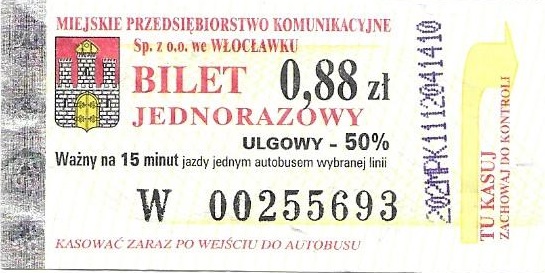 MIEJSKIE PRZEDSIĘBIORSTWO KOMUNIKACYJNE
Sp. z o.o. we WŁOCŁAWKU
BILET 0,88 zł
JEDNORAZOWY
ULGOWY - 50%
Ważny na 15 minut jazdy jednym autobusem wybranej linii
W 00255693
KASOWAĆ ZARAZ PO WEJŚCIU DO AUTOBUSU
2002MPK11112041410
TU KASUJ
ZACHOWAJ DO KONTROLI